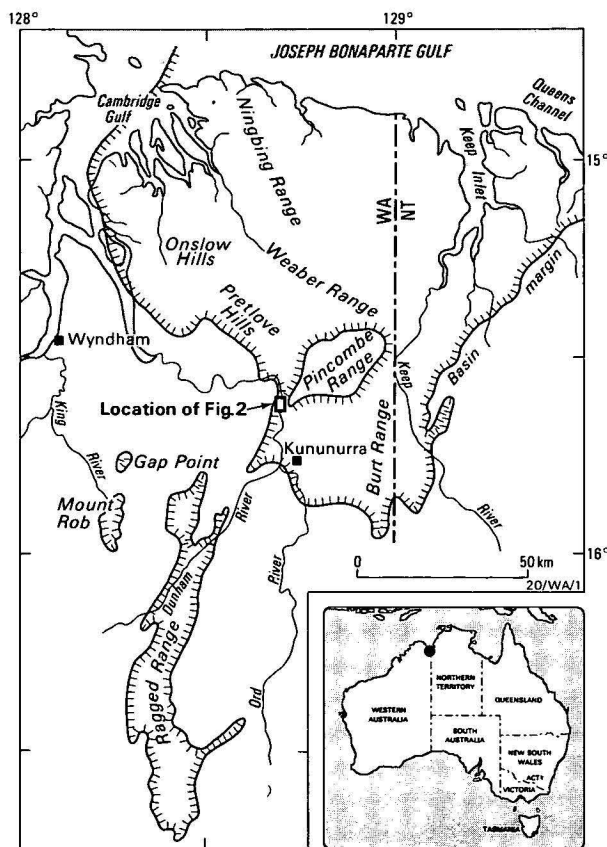 128°
129°
JOSEPH BONAPARTE GULF
Cambridge
Gulf
Queens
Channel
Ningbing Range
Keep
Inlet
15°
WA
NT
Onslow
Hills
Weaber Range
margin
Pretlove
Hills
Wyndham
Pincombe
Range
Basin
Keep
River
Location of Fig.2
King
River
Burt Range
Kununurra
Gap Point
Mount
Rob
River
Dunham
River
Ord
16°
0 50 km
20/WA/1
Ragged Range
WESTERN
AUSTRALIA
NORTHERN
TERRITORY
QUEENSLAND
SOUTH
AUSTRALIA
NEW SOUTH
WALES
ACT
VICTORIA
TASMANIA